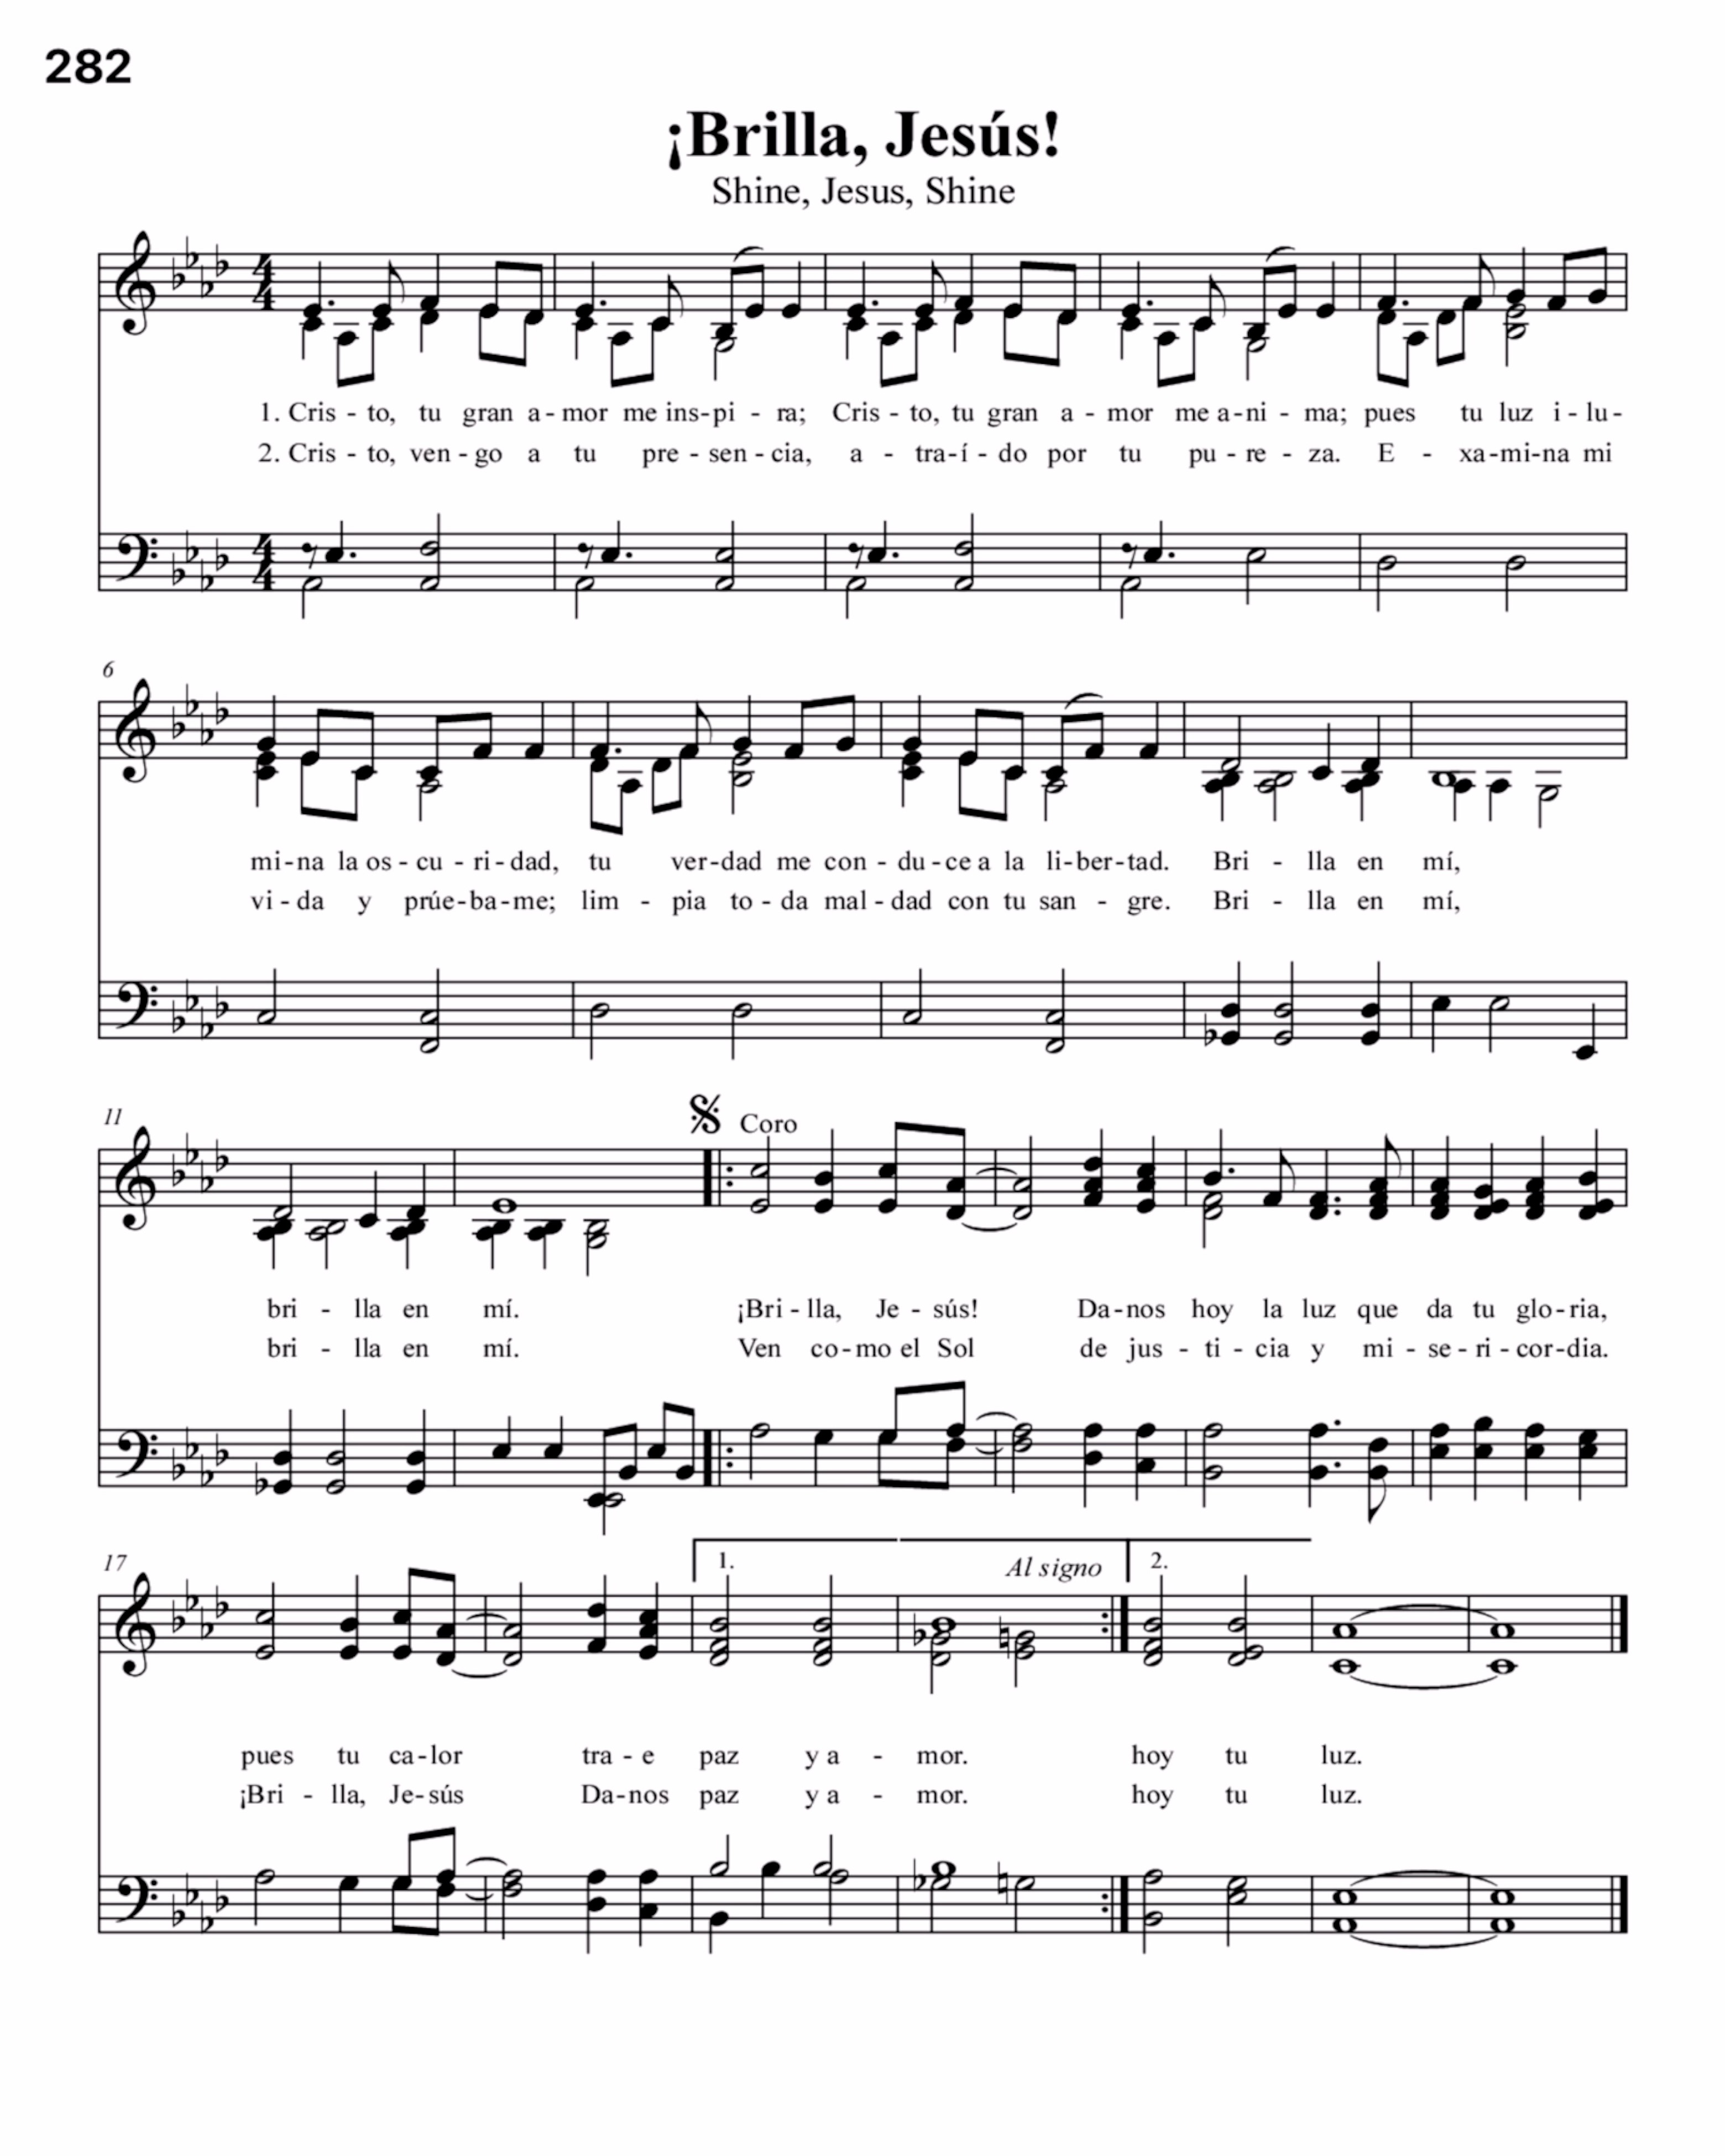 282
¡Brilla, Jesús!
Shine, Jesus, Shine
1. Cris - to, tu gran a - mor me ins - pi - ra; Cris - to, tu gran a - mor me a - ni - ma; pues tu luz i - lu -
2. Cris - to, ven - go a tu pre - sen - cia, a - tra - í - do por tu pu - re - za. E - xa - mi - na mi
6
mi - na la os - cu - ri - dad, tu ver - dad me con - du - ce a la li - ber - tad. Bri - lla en mí,
vi - da y prúe - ba - me; lim - pia to - da mal - dad con tu san - gre. Bri - lla en mí,
11
Coro
bri - lla en mí. ¡Bri - lla, Je - sús! Da - nos hoy la luz que da tu glo - ria,
bri - lla en mí. Ven co - mo el Sol de jus - ti - cia y mi - se - ri - cor - dia.
17 1. Al signo 2.
pues tu ca - lor tra - e paz y a - mor. hoy tu luz.
¡Bri - lla, Je - sús Da - nos paz y a - mor. hoy tu luz.